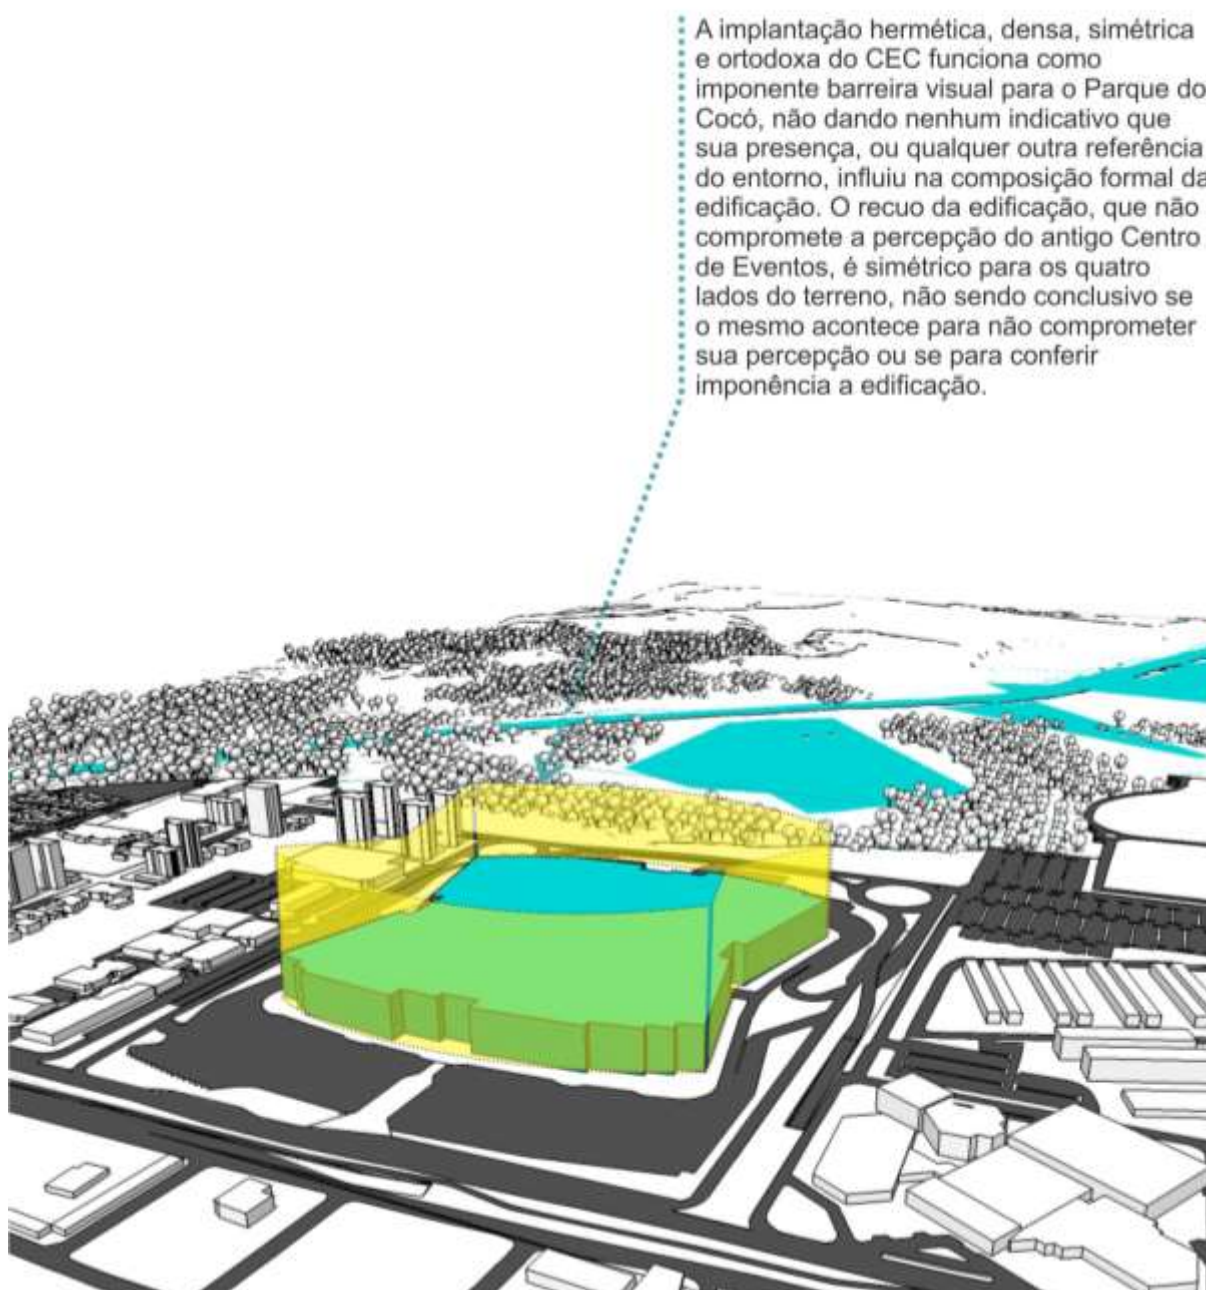 A implantação hermética, densa, simétrica
e ortodoxa do CEC funciona como
imponente barreira visual para o Parque do
Cocó, não dando nenhum indicativo que
sua presença, ou qualquer outra referência
do entorno, influiu na composição formal da
edificação. O recuo da edificação, que não
compromete a percepção do antigo Centro
de Eventos, é simétrico para os quatro
lados do terreno, não sendo conclusivo se
o mesmo acontece para não comprometer
sua percepção ou se para conferir
imponência a edificação.